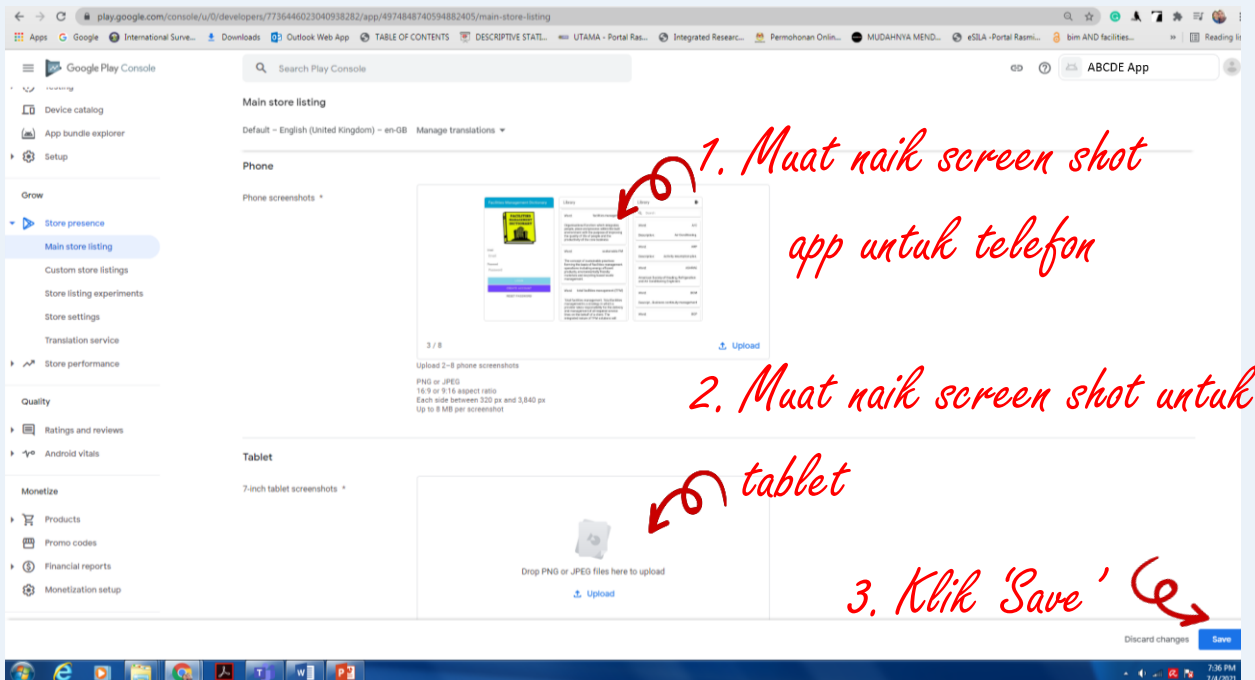 play.google.com/console/u/0/developers/7736446023040938282/app/4974848740594882405/main-store-listing
Apps Google International Surve... Downloads Outlook Web App TABLE OF CONTENTS DESCRIPTIVE STATI... UTAMA - Portal Ras... Integrated Researc... Permohonan Onlin... MUDAHNYA MEND... eSILA -Portal Rasmi... bim AND facilities... » Reading
Google Play Console
Search Play Console
ABCDE App
Testing
Device catalog
App bundle explorer
Setup
Grow
Store presence
Main store listing
Custom store listings
Store listing experiments
Store settings
Translation service
Store performance
Quality
Ratings and reviews
Android vitals
Monetize
Products
Promo codes
Financial reports
Monetization setup
Main store listing
Default – English (United Kingdom) – en-GB Manage translations
Phone
Phone screenshots *
Library
Library
3 / 8
Upload
Upload 2–8 phone screenshots
PNG or JPEG
16:9 or 9:16 aspect ratio
Each side between 320 px and 3,840 px
Up to 8 MB per screenshot
Tablet
7-inch tablet screenshots *
Drop PNG or JPEG files here to upload
Upload
1. Muat naik screen shot
app untuk telefon
2. Muat naik screen shot untuk
tablet
3. Klik 'Save'
Discard changes Save
7:36 PM
7/4/2021